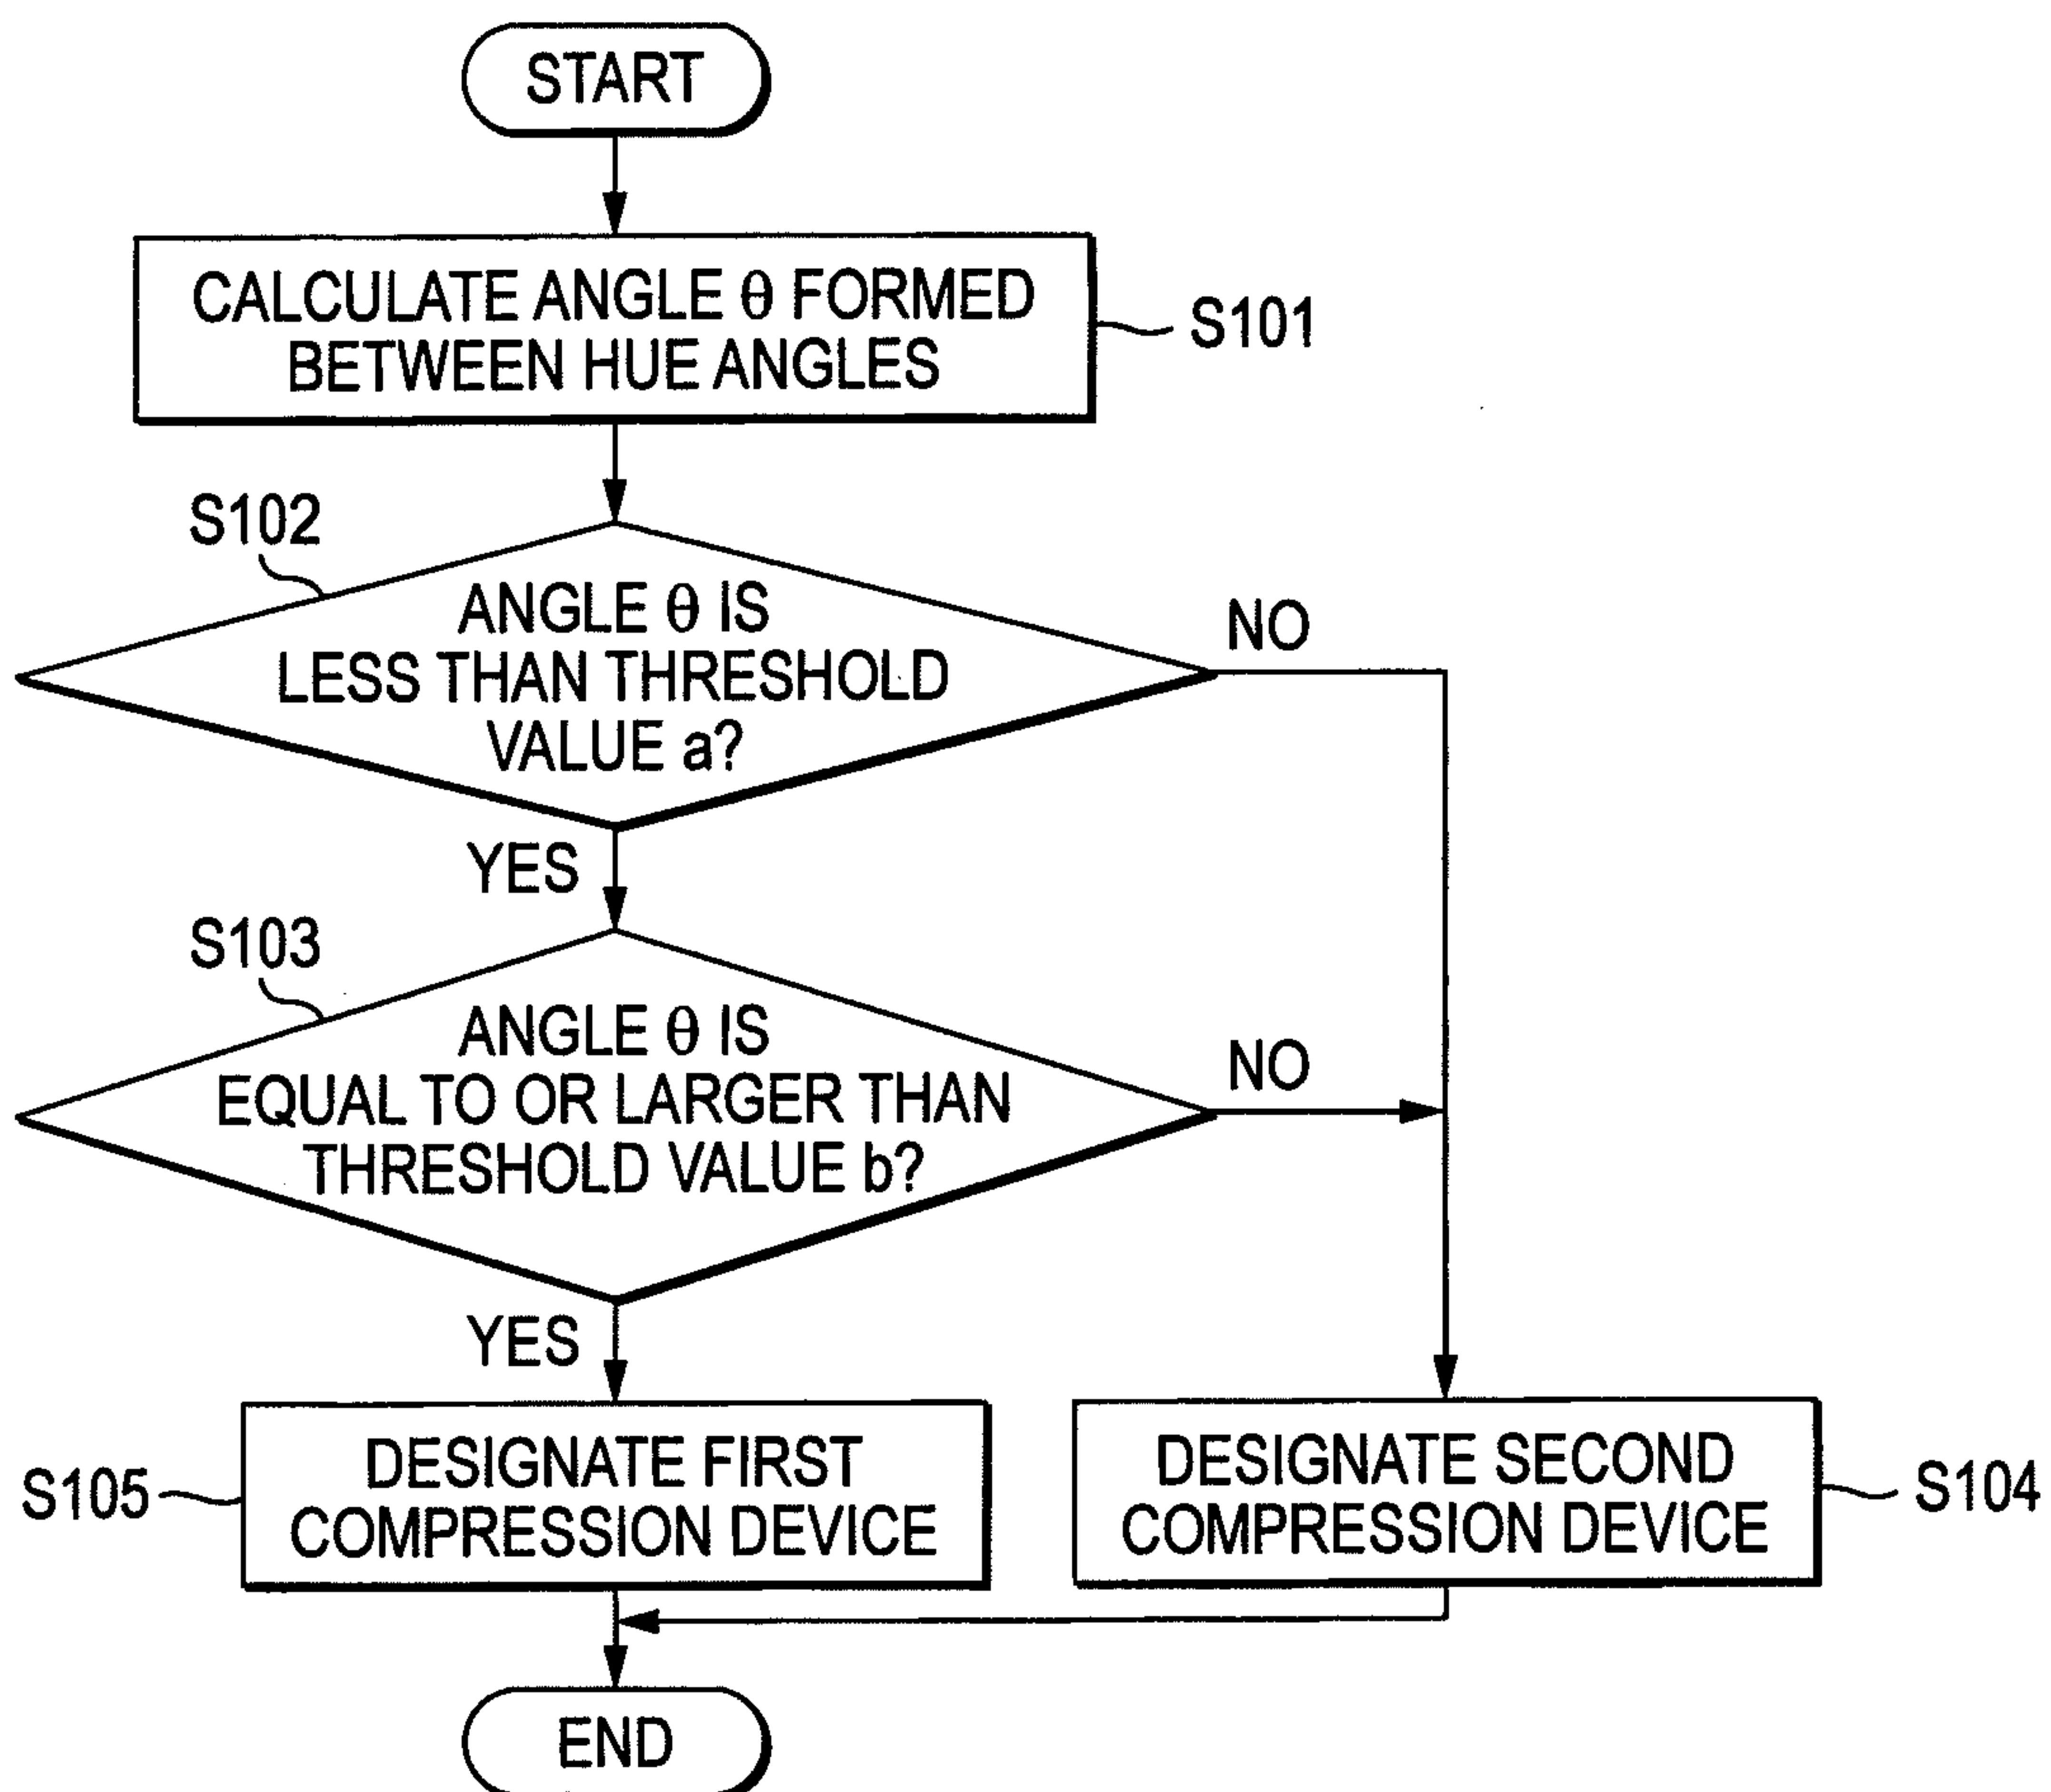 START
CALCULATE ANGLE θ FORMED
BETWEEN HUE ANGLES
S101
S102
ANGLE θ IS
LESS THAN THRESHOLD
VALUE a?
NO
YES
S103
ANGLE θ IS
EQUAL TO OR LARGER THAN
THRESHOLD VALUE b?
NO
YES
S105
DESIGNATE FIRST
COMPRESSION DEVICE
DESIGNATE SECOND
COMPRESSION DEVICE
S104
END